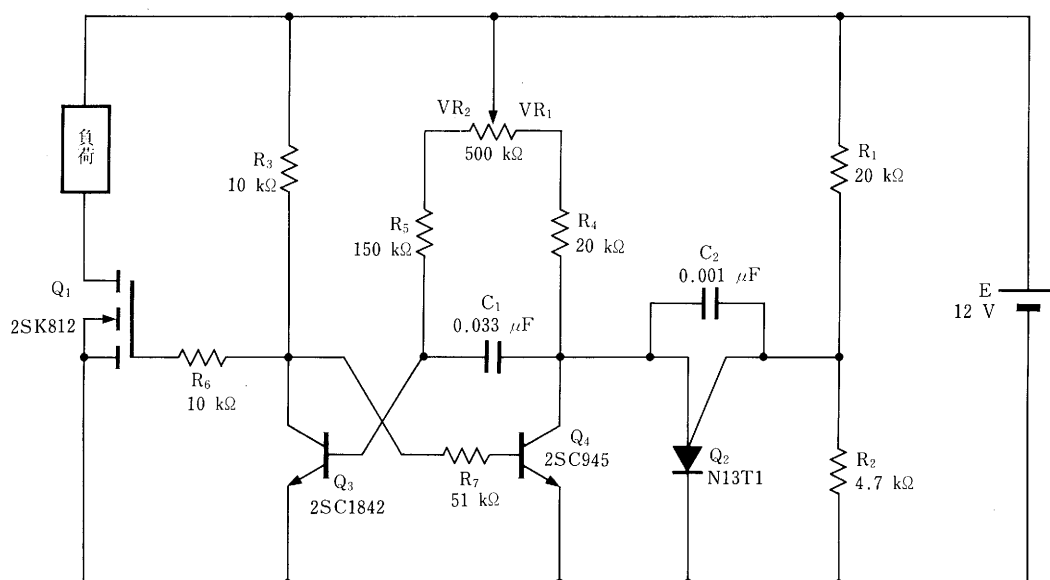 負荷
Q₁
2SK812
R₆
10 kΩ
R₃
10 kΩ
VR₂
VR₁
500 kΩ
R₅
150 kΩ
R₄
20 kΩ
C₁
0.033 μF
Q₃
2SC1842
R₇
51 kΩ
Q₄
2SC945
C₂
0.001 μF
Q₂
N13T1
R₁
20 kΩ
R₂
4.7 kΩ
E
12 V